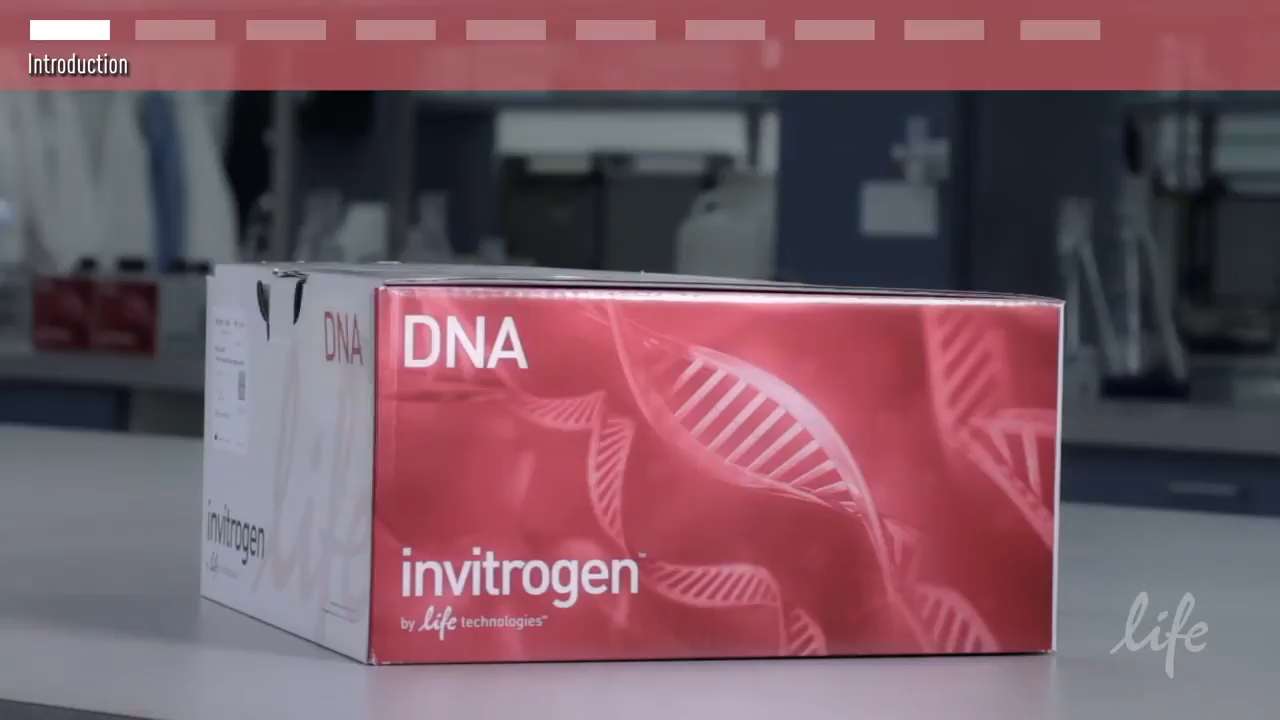 Introduction
DNA
DNA
invitrogen™
by life technologies™
invitrogen
life